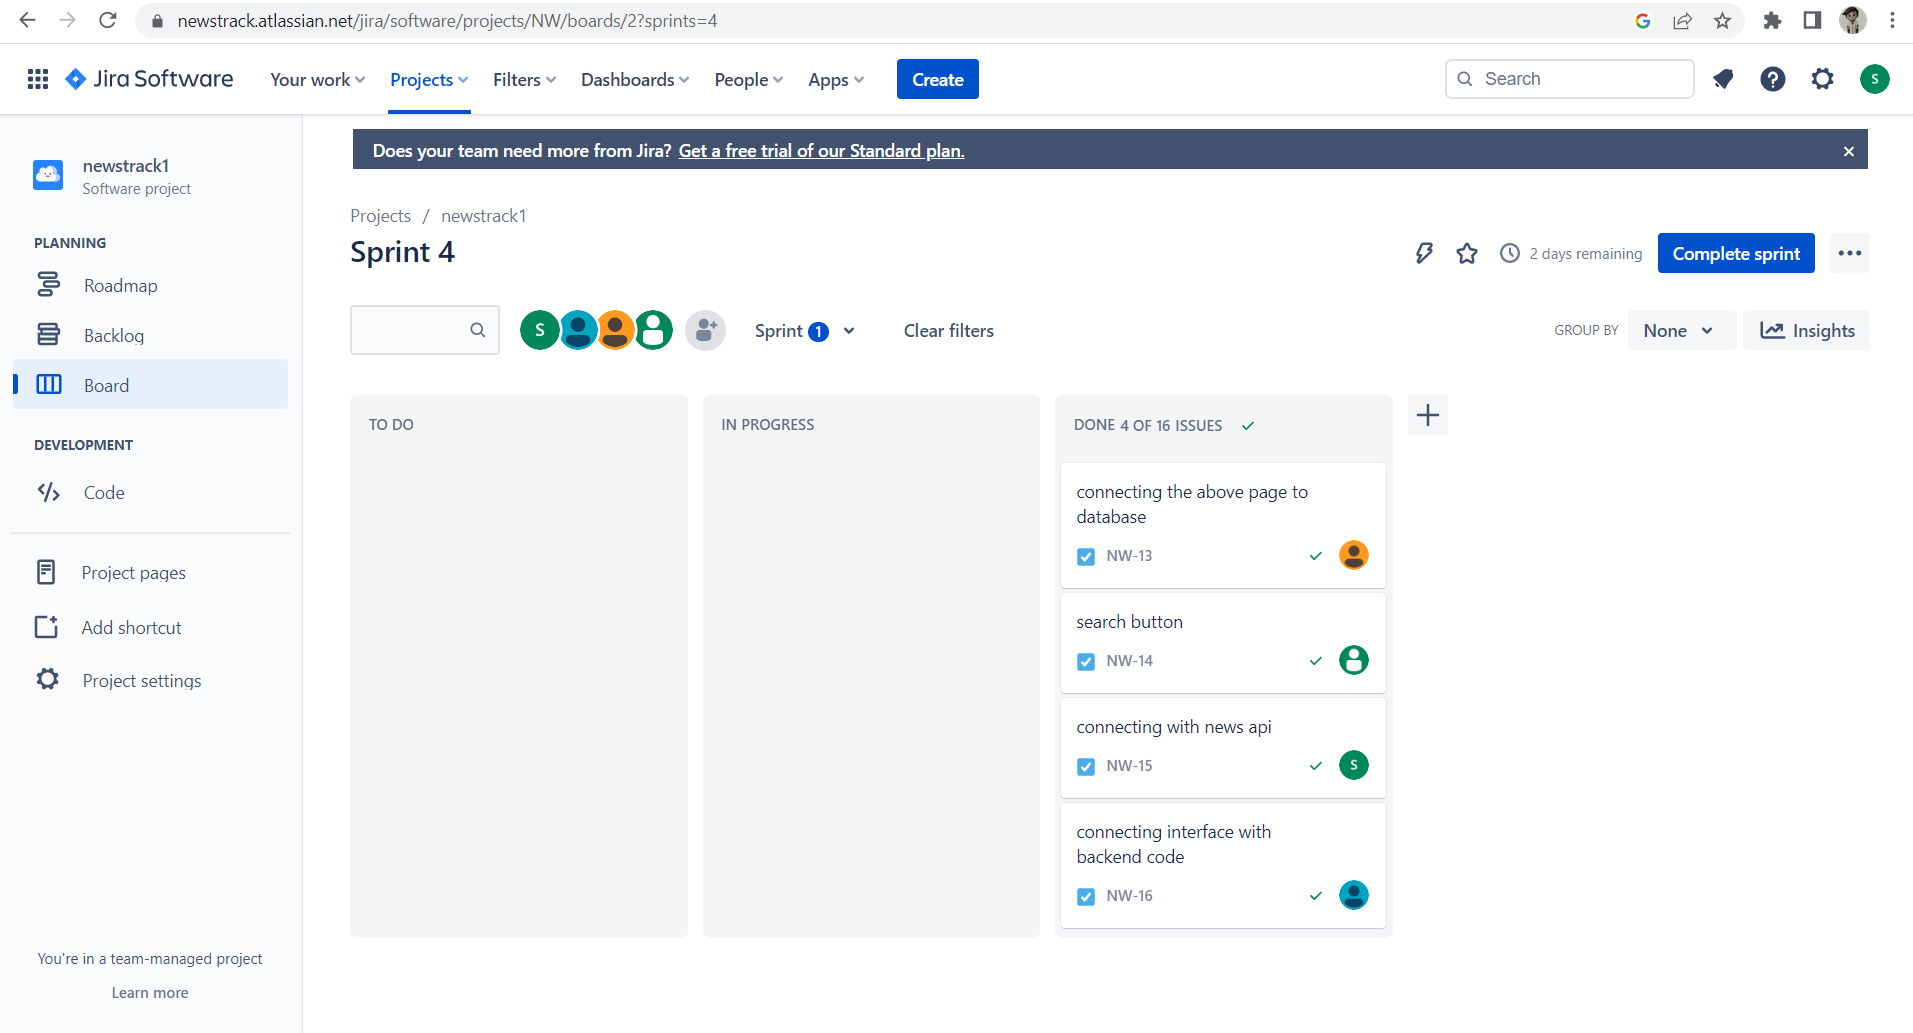 newstrack.atlassian.net/jira/software/projects/NW/boards/2?sprints=4
Jira Software
Your work
Projects
Filters
Dashboards
People
Apps
Create
Search
S
newstrack1
Software project
PLANNING
Roadmap
Backlog
Board
DEVELOPMENT
Code
Project pages
Add shortcut
Project settings
You're in a team-managed project
Learn more
Does your team need more from Jira? Get a free trial of our Standard plan.
Projects / newstrack1
Sprint 4
2 days remaining
Complete sprint
S
Sprint 1
Clear filters
GROUP BY
None
Insights
TO DO
IN PROGRESS
DONE 4 OF 16 ISSUES
connecting the above page to
database
NW-13
search button
NW-14
connecting with news api
NW-15
S
connecting interface with
backend code
NW-16